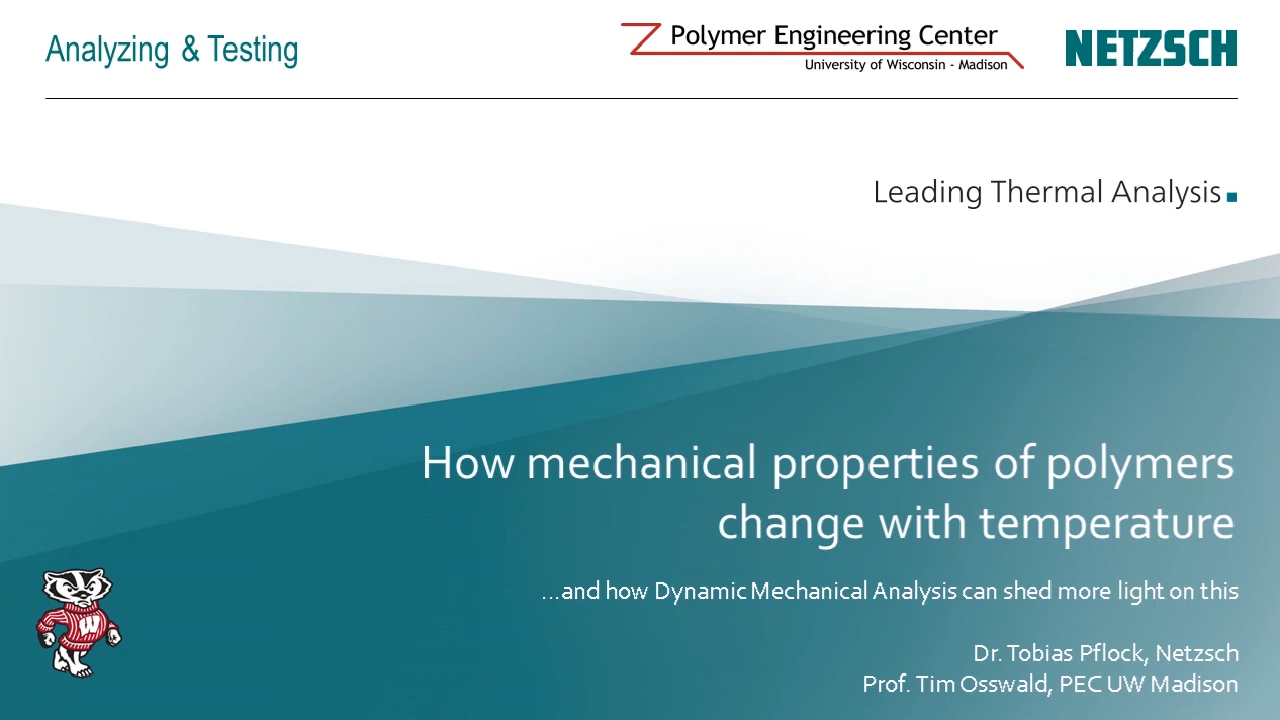 Analyzing & Testing
Polymer Engineering Center
University of Wisconsin - Madison
NETZSCH
Leading Thermal Analysis
How mechanical properties of polymers
change with temperature
...and how Dynamic Mechanical Analysis can shed more light on this
Dr. Tobias Pflock, Netzsch
Prof. Tim Osswald, PEC UW Madison
W